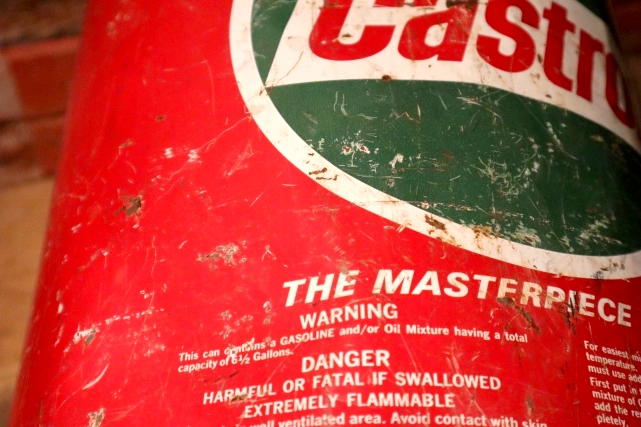 Castro
THE MASTERPIECE
WARNING
This can contains a GASOLINE and/or Oil Mixture having a total
capacity of 6½ Gallons.
DANGER
HARMFUL OR FATAL IF SWALLOWED
EXTREMELY FLAMMABLE
well ventilated area. Avoid contact with skin
For easiest
temperature.
must use
First put in
mixture of
add the
pletely.